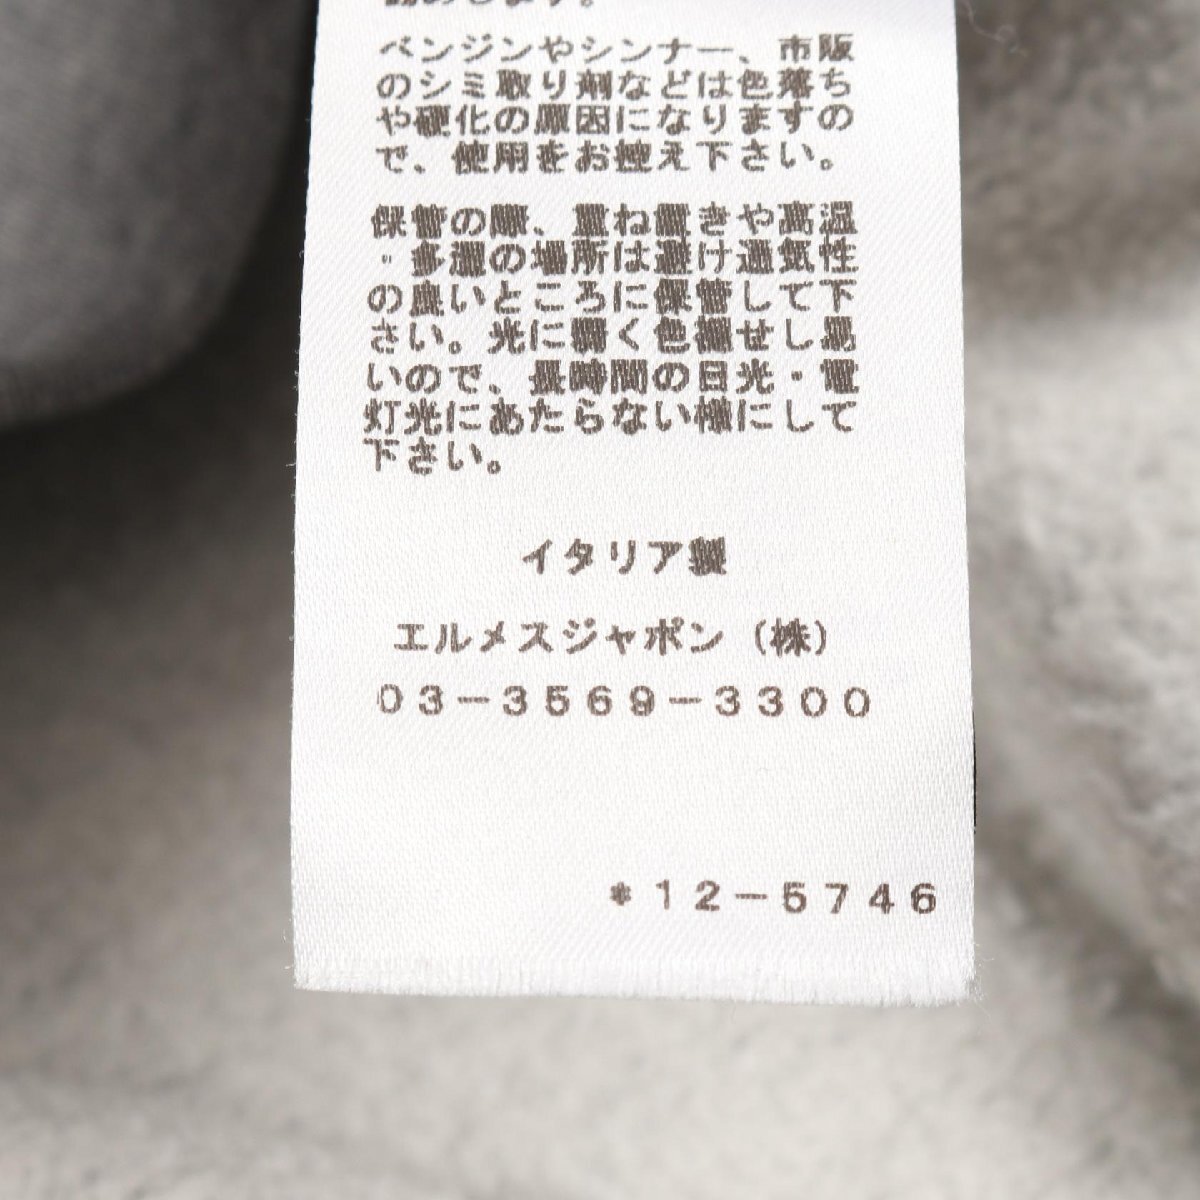 めします。
ベンジンやシンナー、市販
のシミ取り剤などは色落ち
や硬化の原因になりますの
で、使用をお控え下さい。
保管の際、重ね置きや高温
・多湿の場所は避け通気性
の良いところに保管して下
さい。光に弱く色褪せし易
いので、長時間の日光・電
灯光にあたらない様にして
下さい。
イタリア製
エルメスジャポン（株）
03-3569-3300
*12-5746